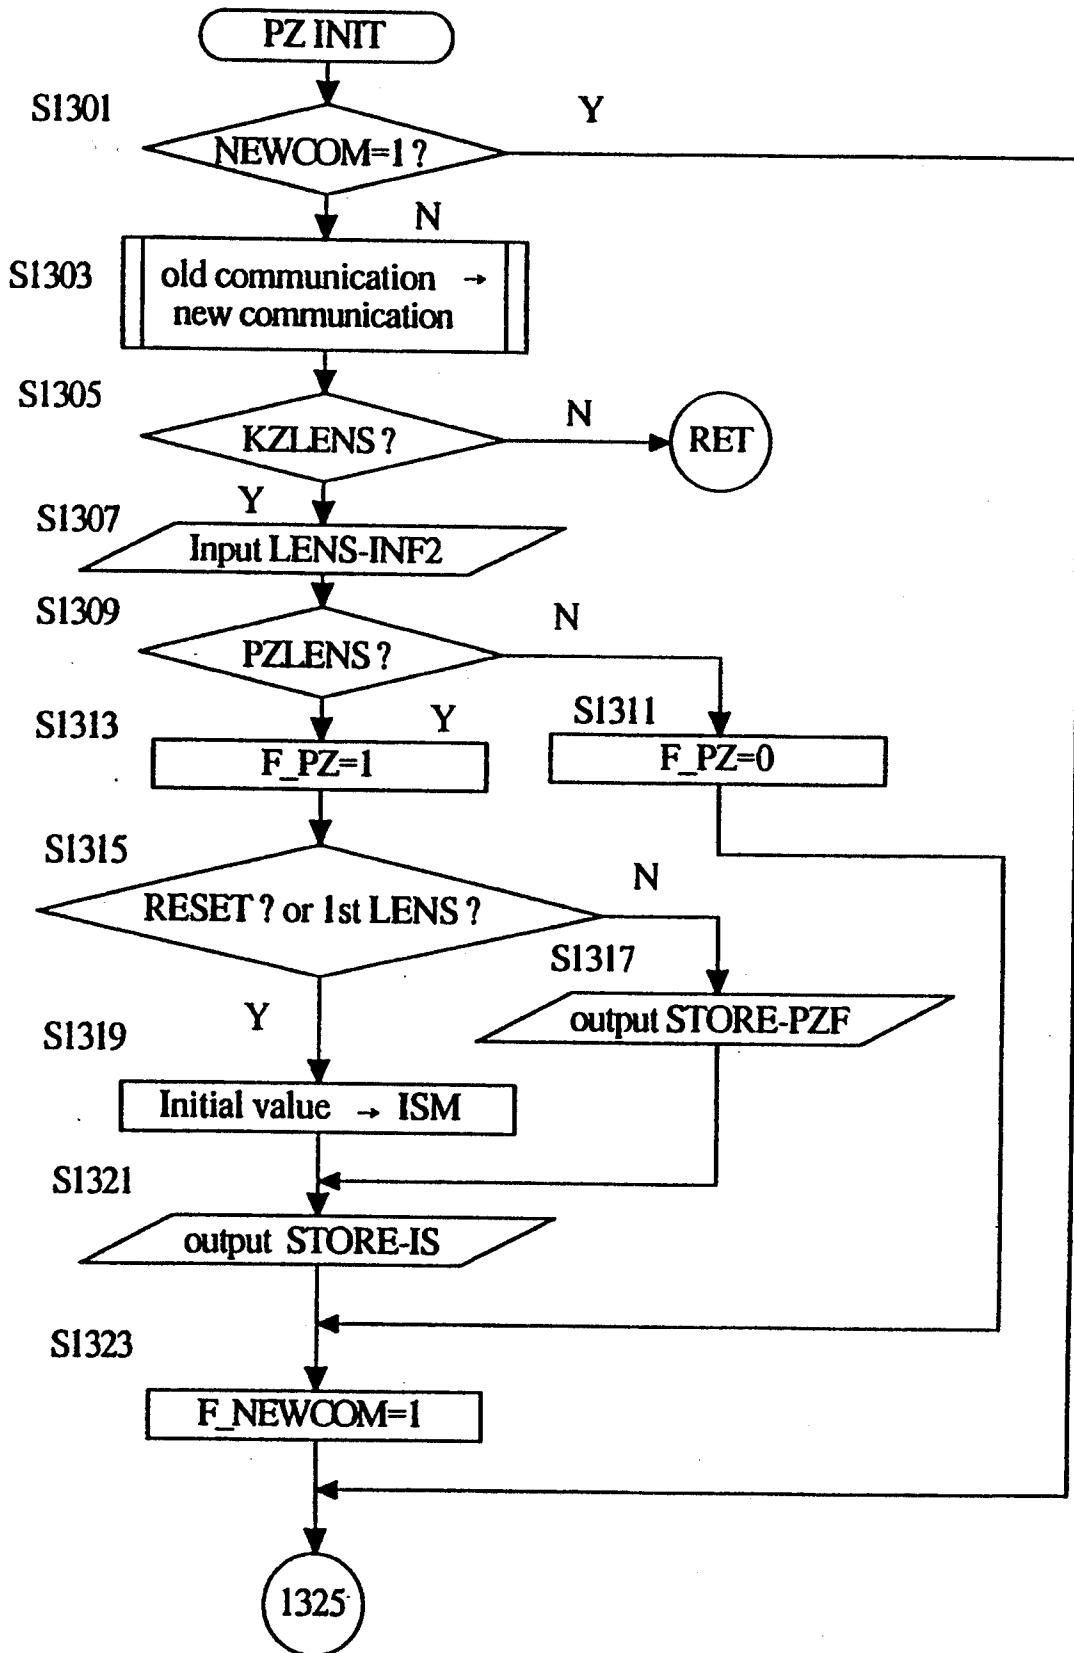 PZ INIT
S1301
Y
NEWCOM=1?
N
S1303
old communication →
new communication
S1305
KZLENS?
N
RET
Y
S1307
Input LENS-INF2
S1309
N
PZLENS?
S1313
Y
S1311
F_PZ=1
F_PZ=0
S1315
N
RESET? or 1st LENS?
S1317
Y
output STORE-PZF
S1319
Initial value → ISM
S1321
output STORE-IS
S1323
F_NEWCOM=1
1325